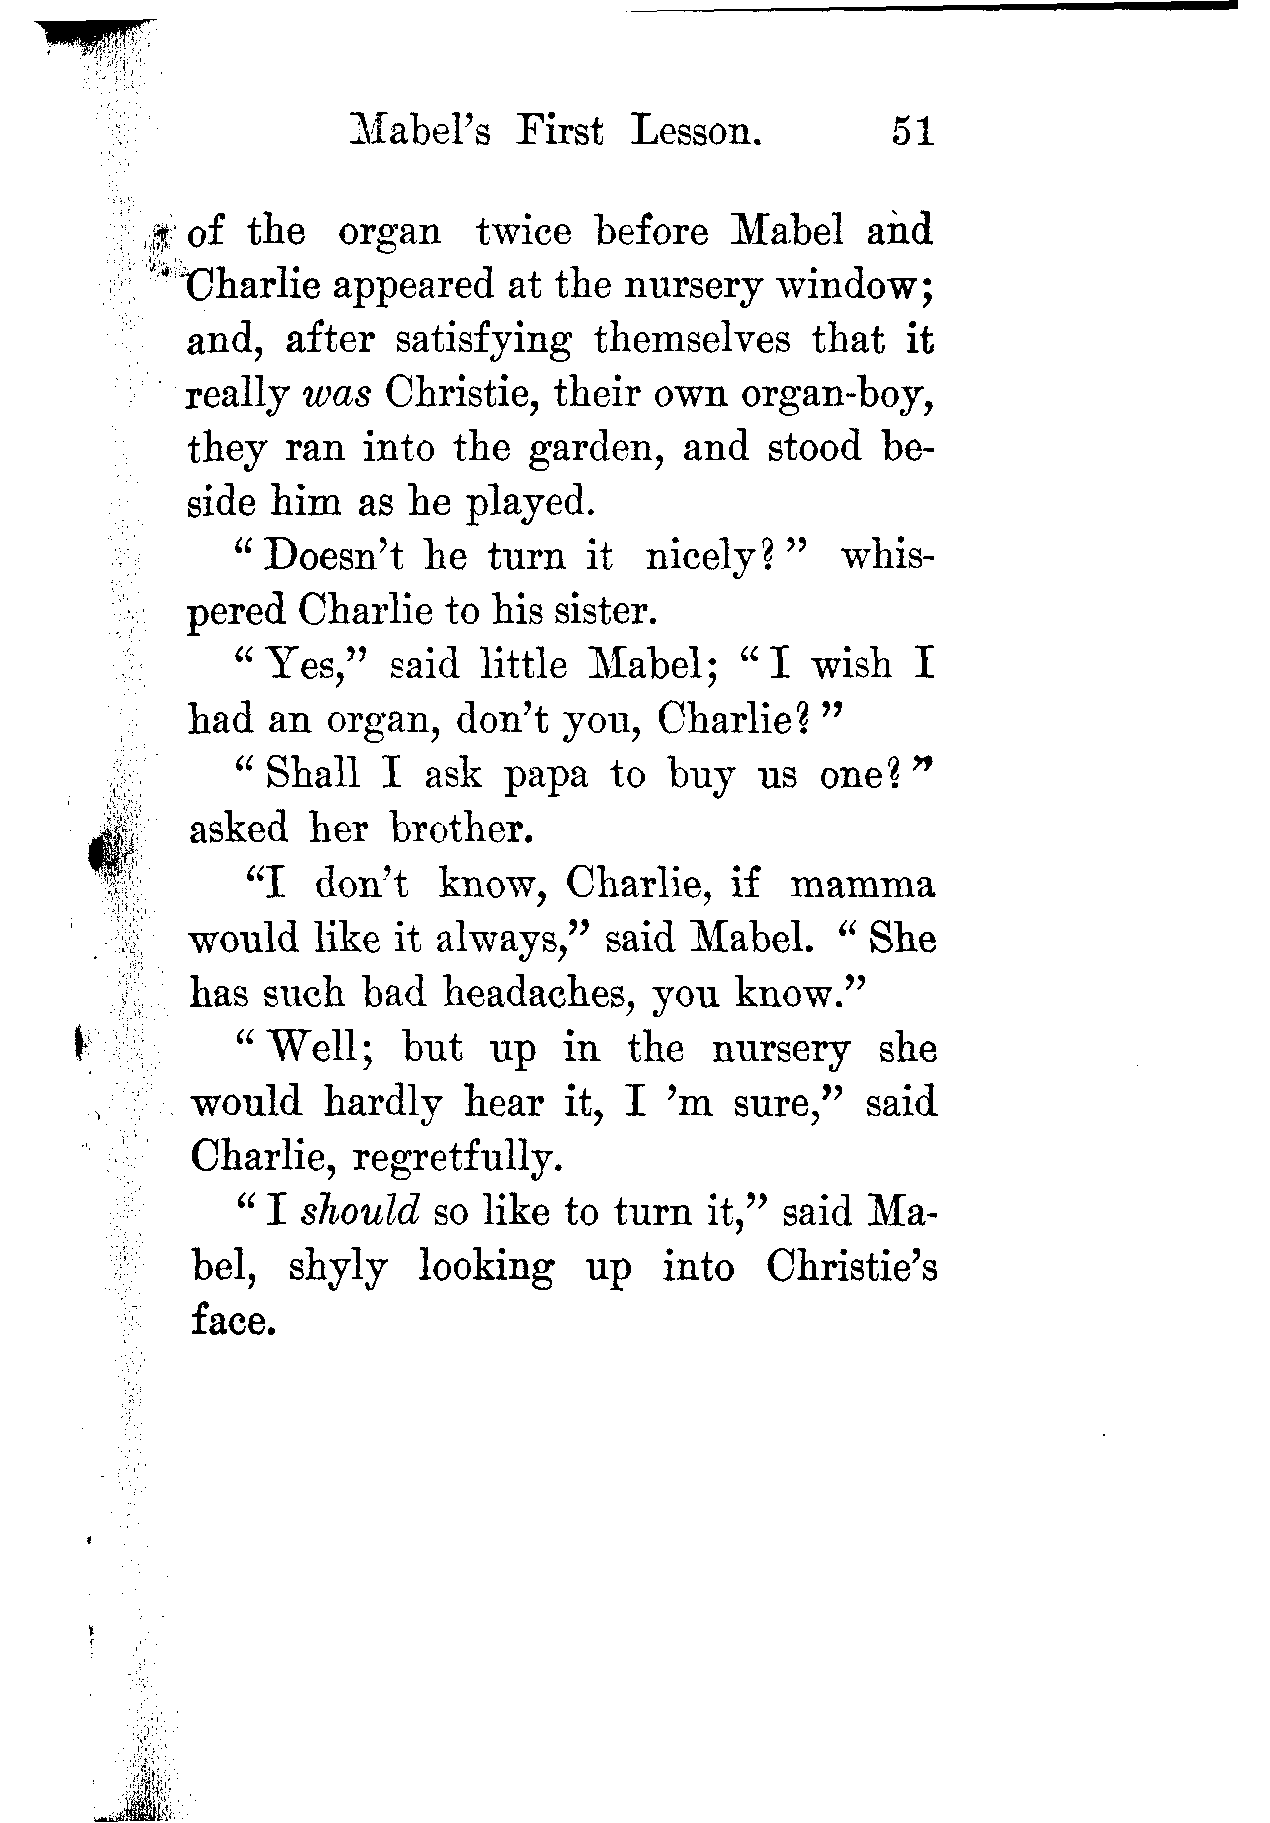 Mabel's First Lesson. 51
of the organ twice before Mabel and
Charlie appeared at the nursery window;
and, after satisfying themselves that it
really was Christie, their own organ-boy,
they ran into the garden, and stood be-
side him as he played.
“ Doesn't he turn it nicely? ” whis-
pered Charlie to his sister.
“ Yes,” said little Mabel; “ I wish I
had an organ, don't you, Charlie? ”
“ Shall I ask papa to buy us one? ”
asked her brother.
“I don't know, Charlie, if mamma
would like it always,” said Mabel. “ She
has such bad headaches, you know.”
“ Well; but up in the nursery she
would hardly hear it, I 'm sure,” said
Charlie, regretfully.
“ I should so like to turn it,” said Ma-
bel, shyly looking up into Christie's
face.